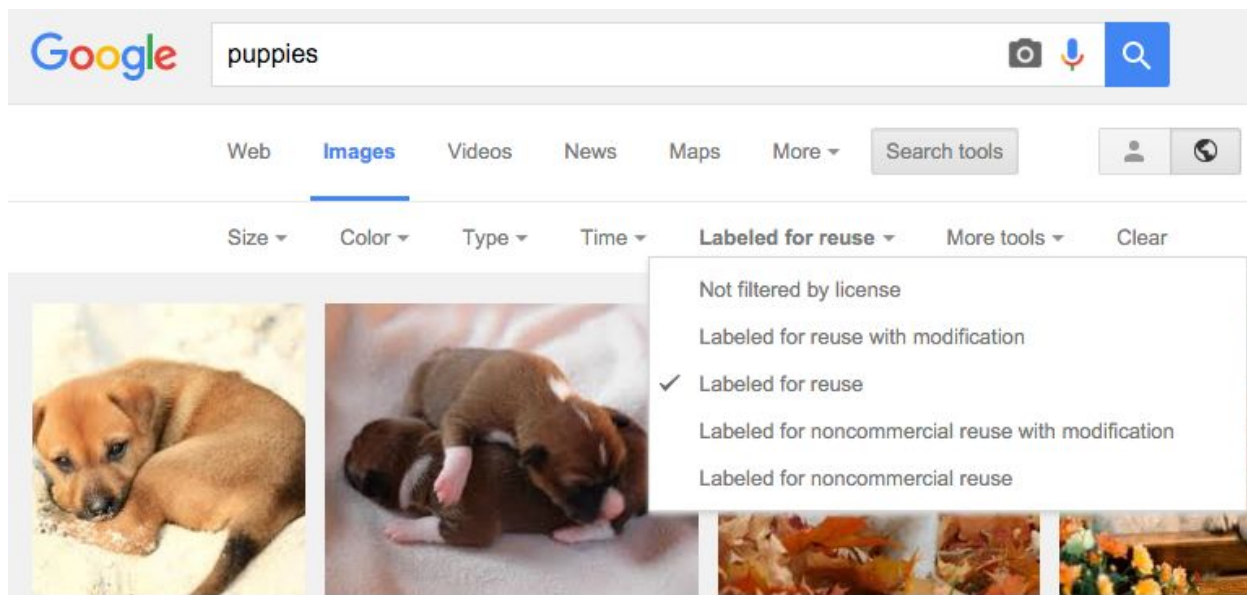 Google puppies
Web Images Videos News Maps More Search tools
Size Color Type Time Labeled for reuse More tools Clear
Not filtered by license
Labeled for reuse with modification
Labeled for reuse
Labeled for noncommercial reuse with modification
Labeled for noncommercial reuse